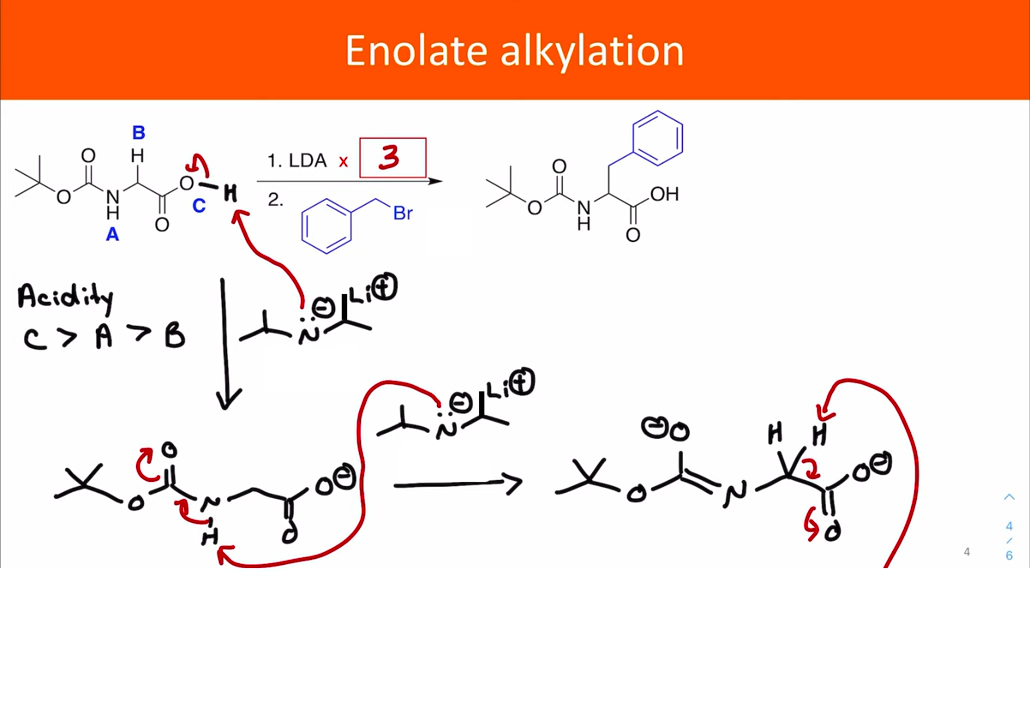 Enolate alkylation
B
O
H
O
H
O
N
H
A
O
C
1. LDA x 3
2.
Br
O
O
N
H
OH
O
Acidity
C > A > B
⊖ Li⊕
N
⊖ Li⊕
N
O
O
N
H
O⊖
O
⊖O
O
N
H H
O⊖
O
4
4
/
6